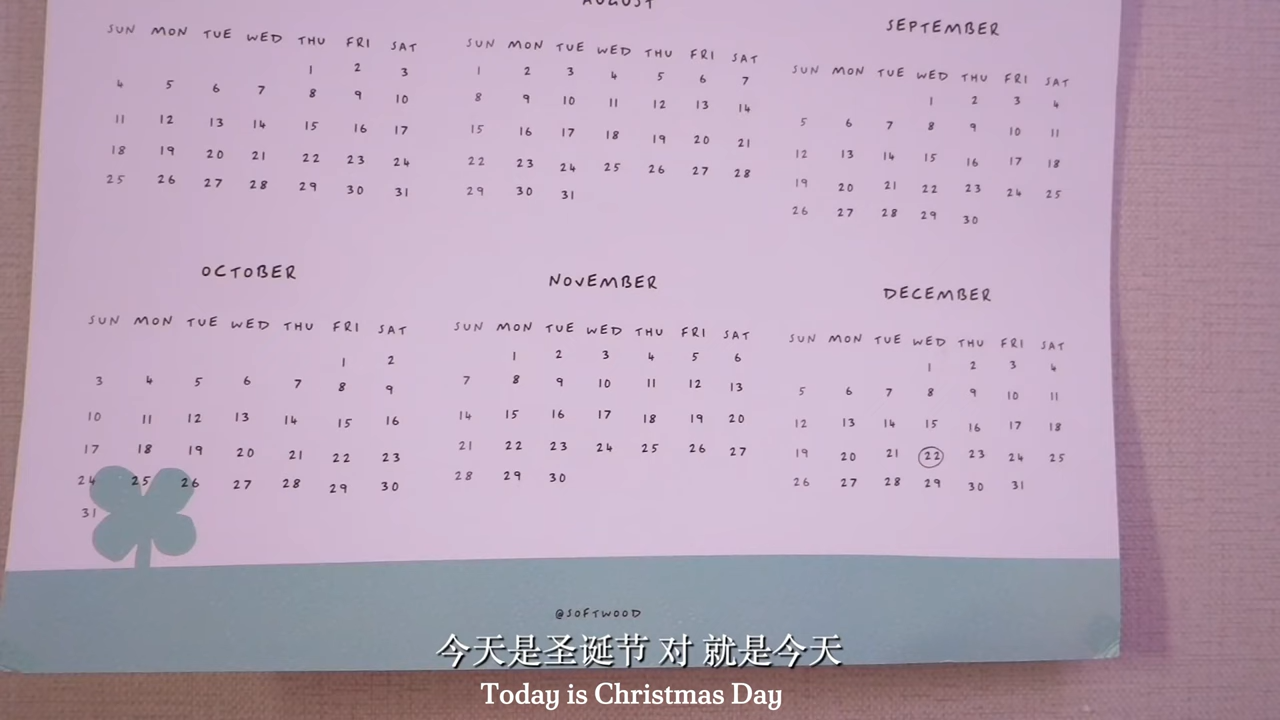 AUGUST
SEPTEMBER
SUN MON TUE WED THU FRI SAT
1 2 3
4 5 6 7 8 9 10
11 12 13 14 15 16 17
18 19 20 21 22 23 24
25 26 27 28 29 30 31
SUN MON TUE WED THU FRI SAT
1 2 3 4 5 6 7
8 9 10 11 12 13 14
15 16 17 18 19 20 21
22 23 24 25 26 27 28
29 30 31
SUN MON TUE WED THU FRI SAT
1 2 3 4
5 6 7 8 9 10 11
12 13 14 15 16 17 18
19 20 21 22 23 24 25
26 27 28 29 30
OCTOBER
SUN MON TUE WED THU FRI SAT
1 2
3 4 5 6 7 8 9
10 11 12 13 14 15 16
17 18 19 20 21 22 23
24 25 26 27 28 29 30
31
NOVEMBER
SUN MON TUE WED THU FRI SAT
1 2 3 4 5 6
7 8 9 10 11 12 13
14 15 16 17 18 19 20
21 22 23 24 25 26 27
28 29 30
DECEMBER
SUN MON TUE WED THU FRI SAT
1 2 3 4
5 6 7 8 9 10 11
12 13 14 15 16 17 18
19 20 21 22 23 24 25
26 27 28 29 30 31
@SOFTWOOD
今天是圣诞节 对 就是今天
Today is Christmas Day